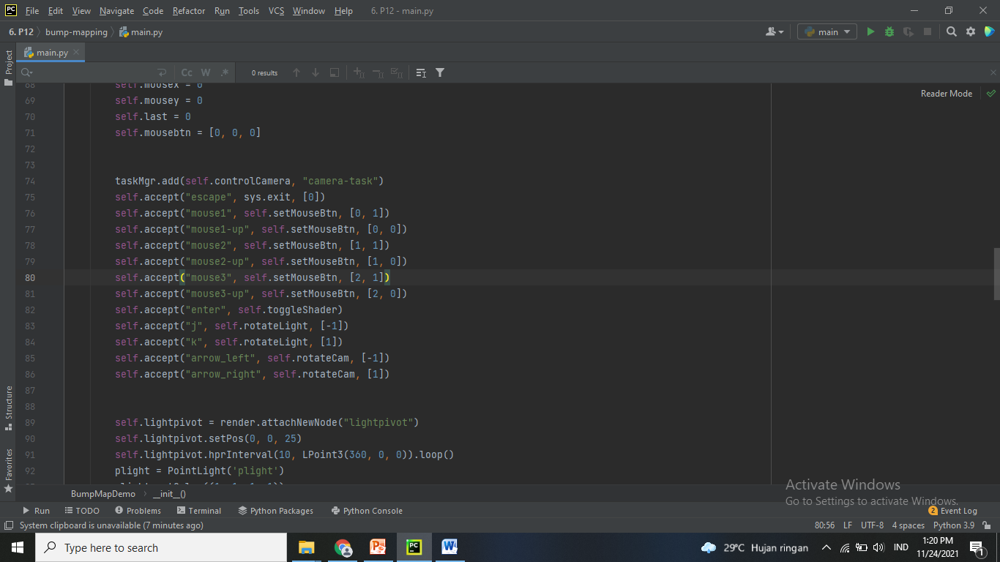 File Edit View Navigate Code Refactor Run Tools VCS Window Help 6. P12 - main.py
6. P12 bump-mapping main.py main
Project
main.py
Cc W .* 0 results
Reader Mode
68 self.mousex = 0
69 self.mousey = 0
70 self.last = 0
71 self.mousebtn = [0, 0, 0]
72
73
74 taskMgr.add(self.controlCamera, "camera-task")
75 self.accept("escape", sys.exit, [0])
76 self.accept("mouse1", self.setMouseBtn, [0, 1])
77 self.accept("mouse1-up", self.setMouseBtn, [0, 0])
78 self.accept("mouse2", self.setMouseBtn, [1, 1])
79 self.accept("mouse2-up", self.setMouseBtn, [1, 0])
80 self.accept("mouse3", self.setMouseBtn, [2, 1])
81 self.accept("mouse3-up", self.setMouseBtn, [2, 0])
82 self.accept("enter", self.toggleShader)
83 self.accept("j", self.rotateLight, [-1])
84 self.accept("k", self.rotateLight, [1])
85 self.accept("arrow_left", self.rotateCam, [-1])
86 self.accept("arrow_right", self.rotateCam, [1])
87
88
89 self.lightpivot = render.attachNewNode("lightpivot")
90 self.lightpivot.setPos(0, 0, 25)
91 self.lightpivot.hprInterval(10, LPoint3(360, 0, 0)).loop()
92 plight = PointLight('plight')
Structure
Favorites
Activate Windows
Go to Settings to activate Windows.
BumpMapDemo __init__()
Run TODO Problems Terminal Python Packages Python Console 2 Event Log
System clipboard is unavailable (7 minutes ago) 80:56 LF UTF-8 4 spaces Python 3.9
Type here to search 29°C Hujan ringan IND 1:20 PM
11/24/2021 1